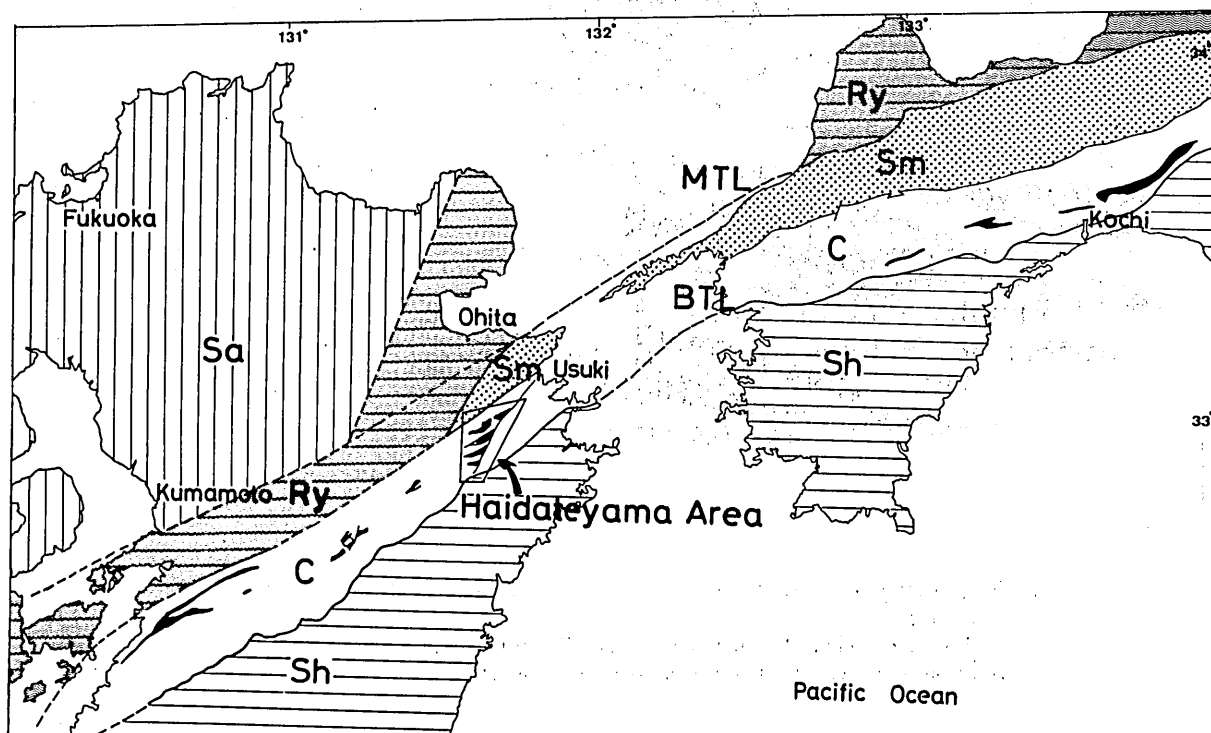 131°
132°
133°
34°
Ry
Sm
MTL
Fukuoka
Kochi
C
BTL
Ohita
Sa
Sm Usuki
Sh
33°
Kumamoto Ry
Haidateyama Area
C
Sh
Pacific Ocean